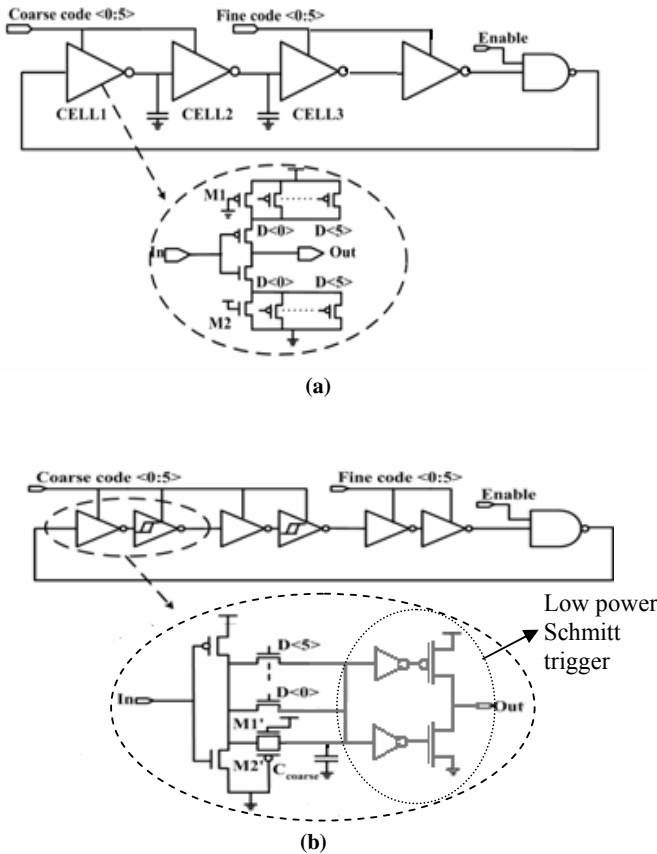 Coarse code <0:5>
Fine code <0:5>
Enable
CELL1
CELL2
CELL3
M1
D<0>
D<5>
In
Out
D<0>
D<5>
M2
(a)
Coarse code <0:5>
Fine code <0:5>
Enable
Low power
Schmitt
trigger
D<5>
In
D<0>
M1'
Out
M2'
Ccoarse
(b)